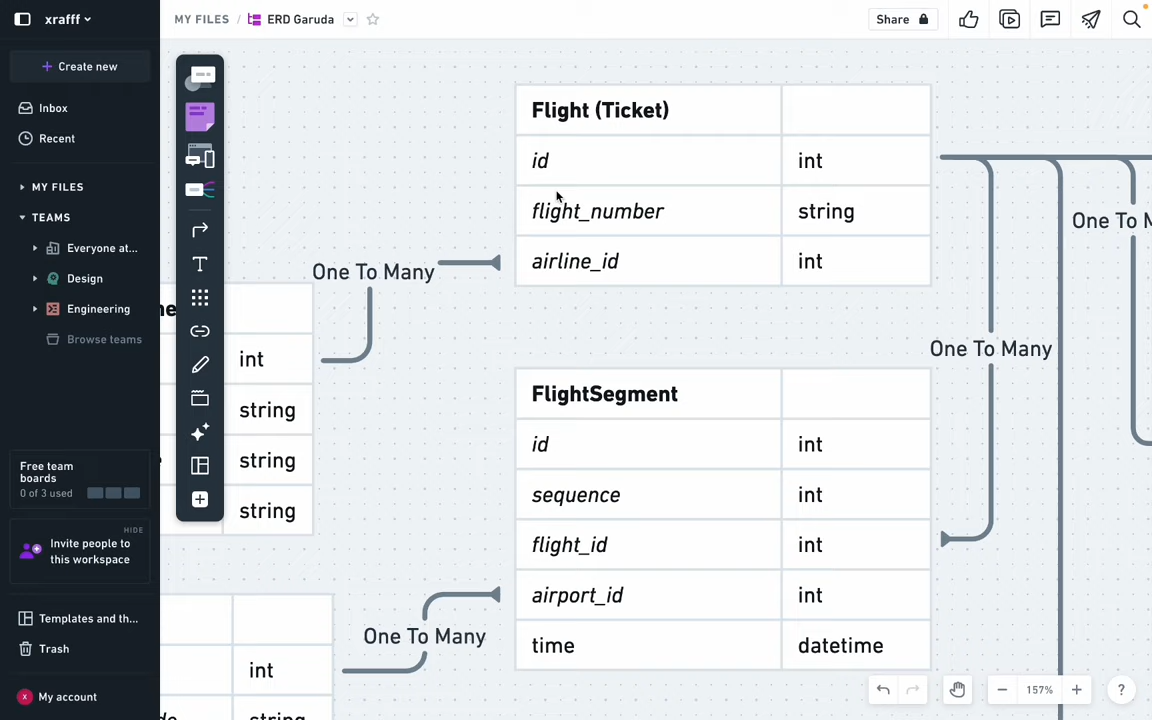 xrafff
MY FILES / ERD Garuda
Share
Create new
Inbox
Recent
MY FILES
TEAMS
Everyone at...
Design
Engineering
Browse teams
Free team
boards
0 of 3 used
HIDE
Invite people to
this workspace
Templates and th...
Trash
x My account
Flight (Ticket)
id int
flight_number string
airline_id int
One To Many
int
string
string
string
One To Many
One To M
FlightSegment
id int
sequence int
flight_id int
airport_id int
time datetime
One To Many
int
string
157%
?